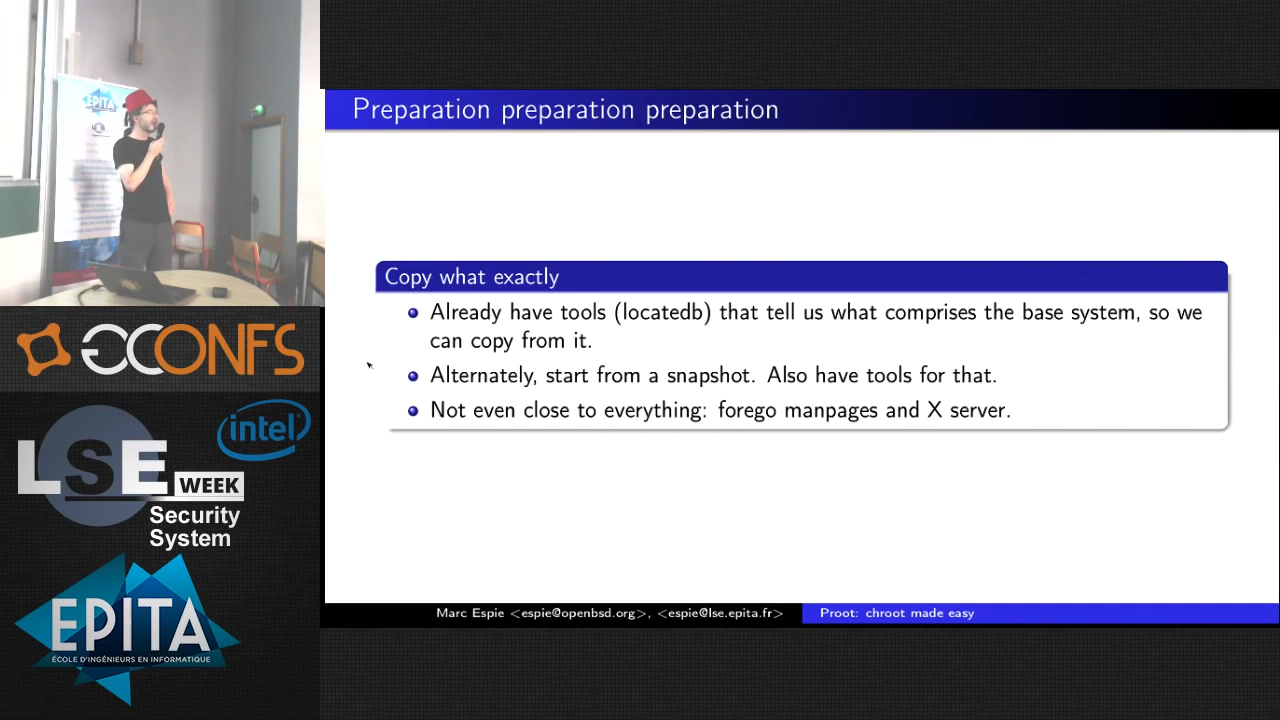 EPITA
GCONFS
intel
LSE
WEEK
Security
System
EPITA
ÉCOLE D'INGÉNIEURS EN INFORMATIQUE
Preparation preparation preparation
Copy what exactly
Already have tools (locatedb) that tell us what comprises the base system, so we
can copy from it.
Alternately, start from a snapshot. Also have tools for that.
Not even close to everything: forego manpages and X server.
Marc Espie <espie@openbsd.org>, <espie@lse.epita.fr>
Proot: chroot made easy